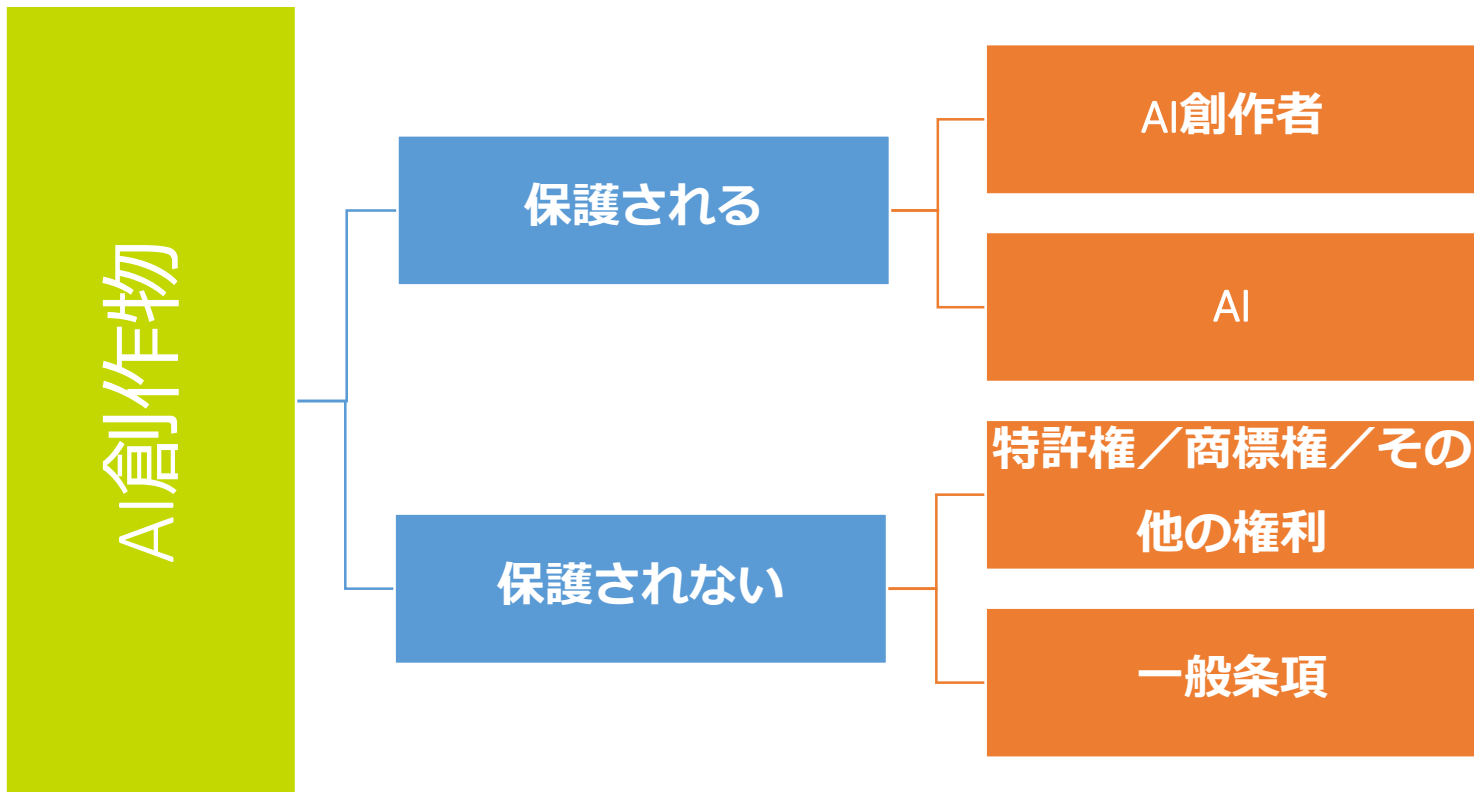 AI創作物
保護される
AI創作者
AI
保護されない
特許権／商標権／その
他の権利
一般条項